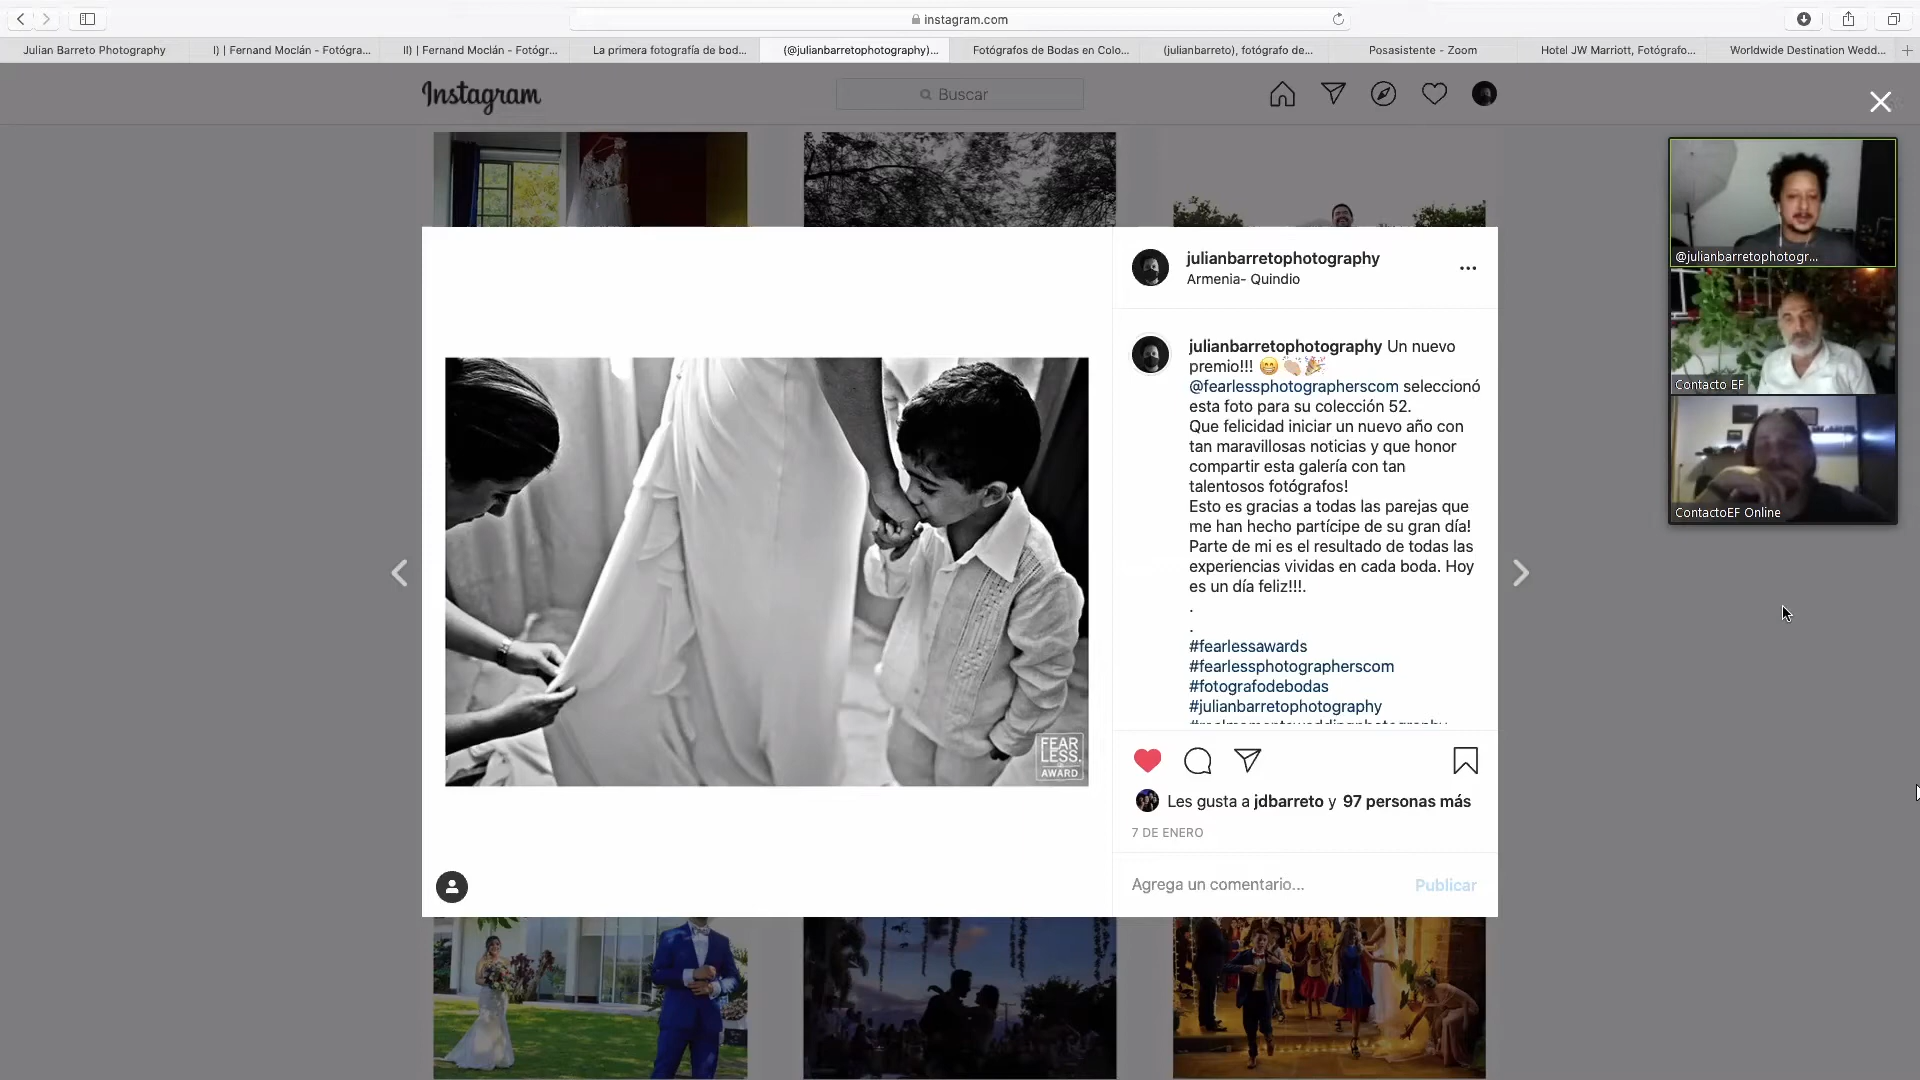 instagram.com
Julian Barreto Photography
I) | Fernand Moclán - Fotógra...
II) | Fernand Moclán - Fotógr...
La primera fotografía de bod...
(@julianbarretophotography)...
Fotógrafos de Bodas en Colo...
(julianbarreto), fotógrafo de...
Posasistente - Zoom
Hotel JW Marriott, Fotógrafo...
Worldwide Destination Wedd...
Instagram
Buscar
@julianbarretophotogr...
Contacto EF
ContactoEF Online
julianbarretophotography
Armenia- Quindio
julianbarretophotography Un nuevo
premio!!! 😁👏🏻🎉
@fearlessphotographerscom seleccionó
esta foto para su colección 52.
Que felicidad iniciar un nuevo año con
tan maravillosas noticias y que honor
compartir esta galería con tan
talentosos fotógrafos!
Esto es gracias a todas las parejas que
me han hecho partícipe de su gran día!
Parte de mi es el resultado de todas las
experiencias vividas en cada boda. Hoy
es un día feliz!!!.
.
.
#fearlessawards
#fearlessphotographerscom
#fotografodebodas
#julianbarretophotography
FEAR
LESS.
AWARD
Les gusta a jdbarreto y 97 personas más
7 DE ENERO
Agrega un comentario...
Publicar